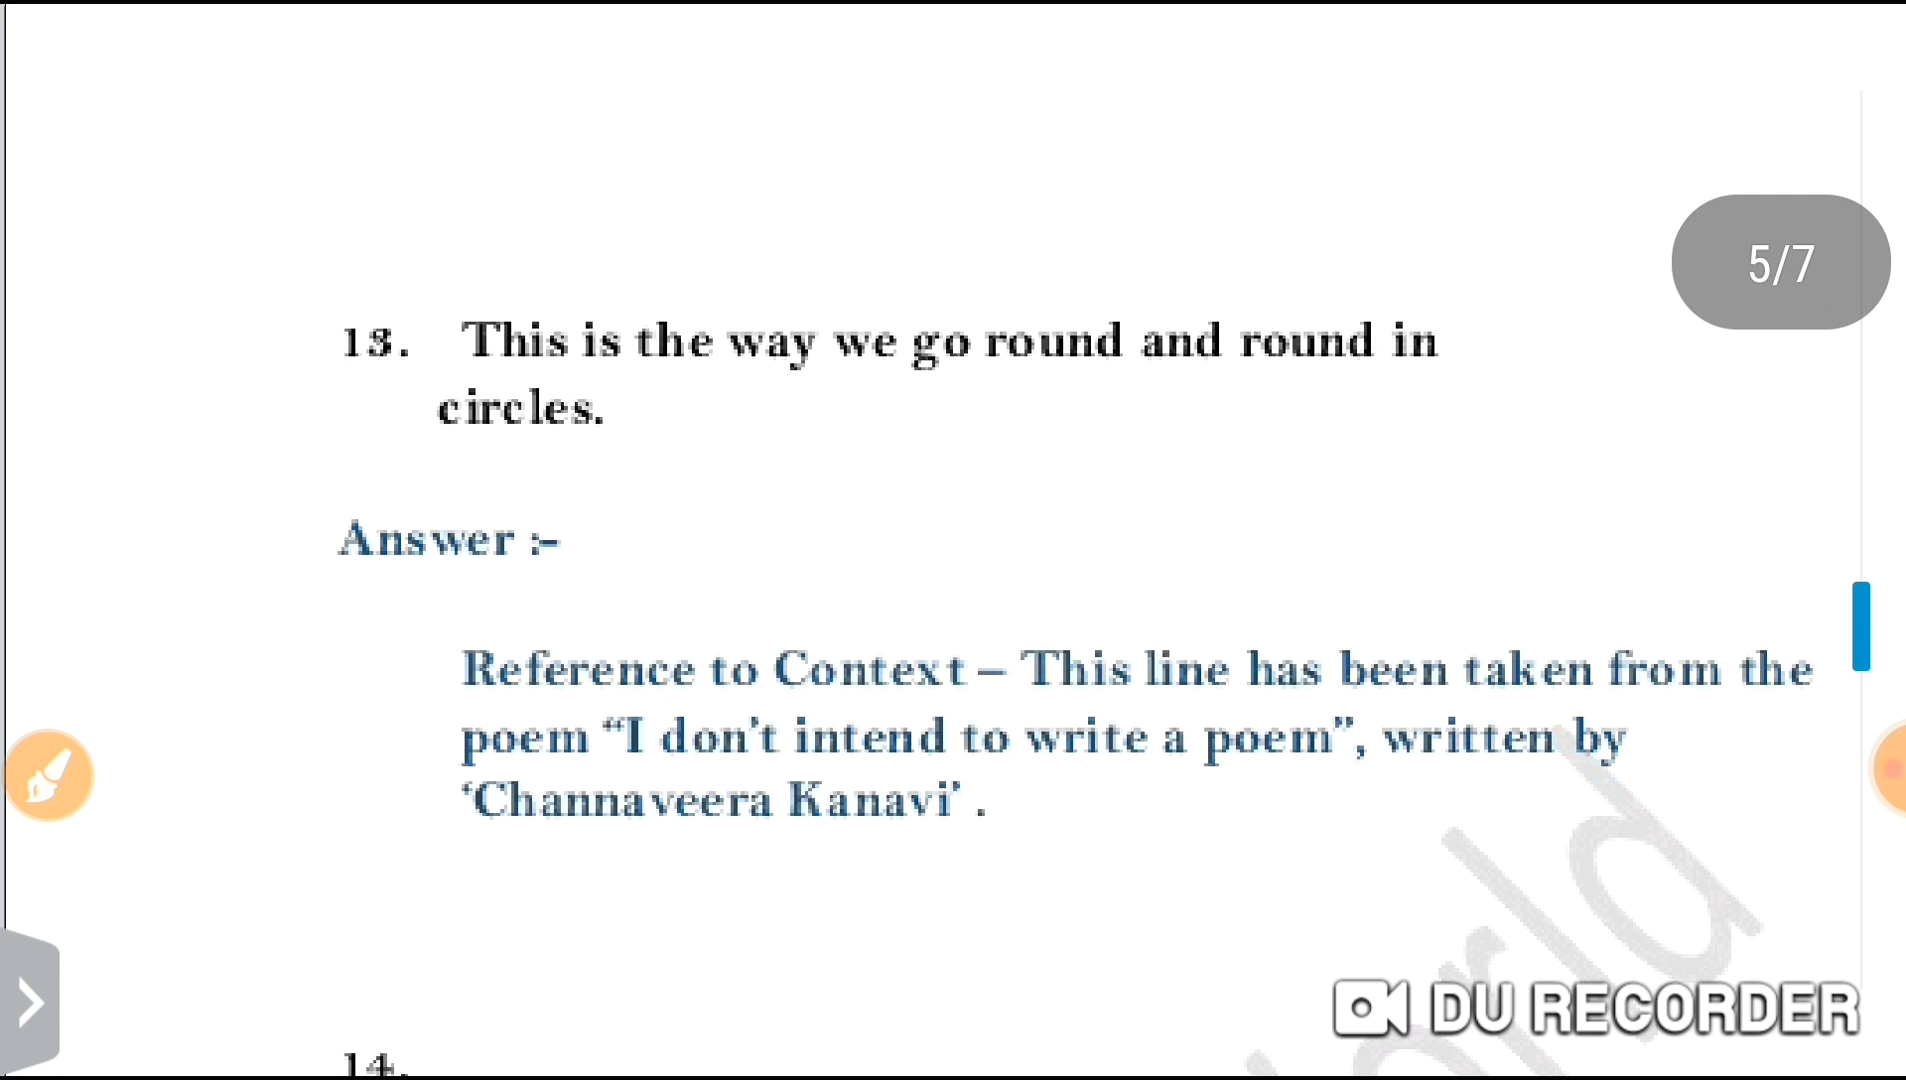 5/7
13. This is the way we go round and round in
circles.
Answer :-
Reference to Context – This line has been taken from the
poem “I don’t intend to write a poem”, written by
‘Channaveera Kanavi’ .
rld
DU RECORDER
14.